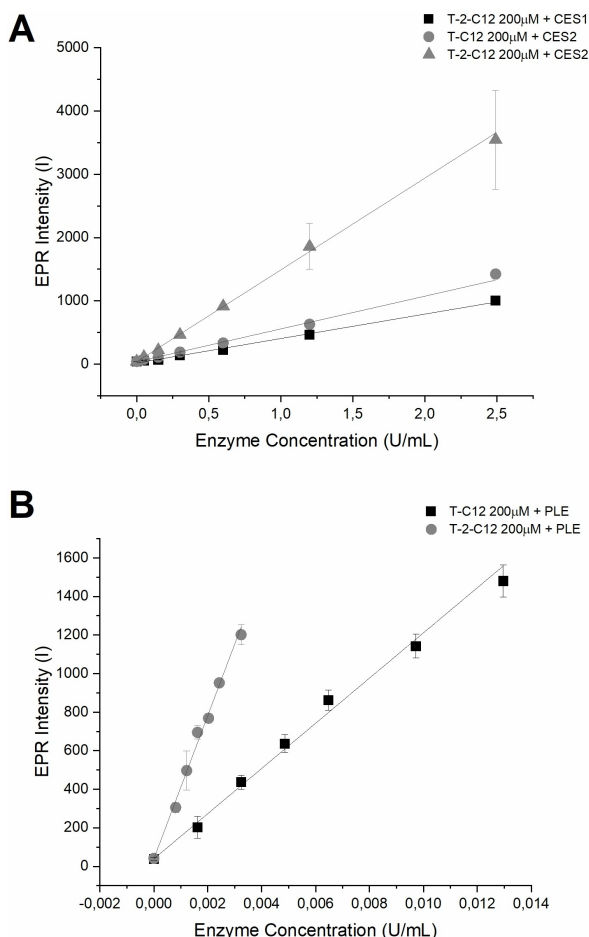 A
T-2-C12 200μM + CES1
T-C12 200μM + CES2
T-2-C12 200μM + CES2
5000
4000
3000
2000
1000
0
EPR Intensity (I)
0,0 0,5 1,0 1,5 2,0 2,5
Enzyme Concentration (U/mL)
B
T-C12 200μM + PLE
T-2-C12 200μM + PLE
1600
1400
1200
1000
800
600
400
200
0
EPR Intensity (I)
-0,002 0,000 0,002 0,004 0,006 0,008 0,010 0,012 0,014
Enzyme Concentration (U/mL)